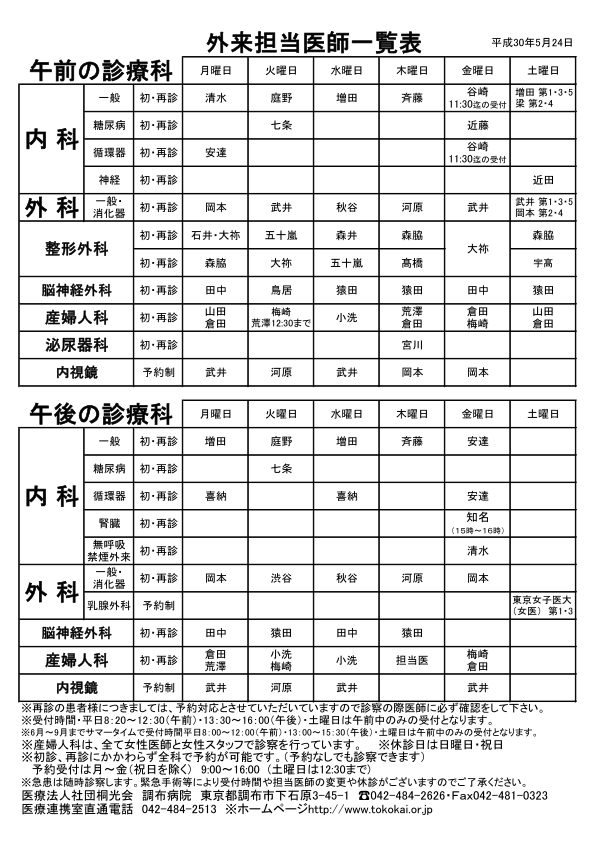 外来担当医師一覧表
平成30年5月24日
午前の診療科 月曜日 火曜日 水曜日 木曜日 金曜日 土曜日
内科 一般 初・再診 清水 庭野 増田 斉藤 谷崎 11:30迄の受付 増田 第1・3・5 梁 第2・4
糖尿病 初・再診 七条 近藤
循環器 初・再診 安達 谷崎 11:30迄の受付
神経 初・再診 近田
外科 一般・消化器 初・再診 岡本 武井 秋谷 河原 武井 武井 第1・3・5 岡本 第2・4
整形外科 初・再診 石井・大祢 五十嵐 森井 森脇 大祢 森脇
初・再診 森脇 大祢 五十嵐 髙橋 宇高
脳神経外科 初・再診 田中 鳥居 猿田 猿田 田中 猿田
産婦人科 初・再診 山田 倉田 梅崎 荒澤12:30まで 小洗 荒澤 倉田 倉田 梅崎 山田 倉田
泌尿器科 初・再診 宮川
内視鏡 予約制 武井 河原 武井 岡本 岡本
午後の診療科 月曜日 火曜日 水曜日 木曜日 金曜日 土曜日
内科 一般 初・再診 増田 庭野 増田 斉藤 安達
糖尿病 初・再診 七条
循環器 初・再診 喜納 喜納 安達
腎臓 初・再診 知名 (15時～16時)
無呼吸 禁煙外来 初・再診 清水
外科 一般・消化器 初・再診 岡本 渋谷 秋谷 河原 岡本
乳腺外科 予約制 東京女子医大 (女医) 第1・3
脳神経外科 初・再診 田中 猿田 田中 猿田
産婦人科 初・再診 倉田 荒澤 小洗 梅崎 小洗 担当医 梅崎 倉田
内視鏡 予約制 武井 河原 武井 武井
※再診の患者様につきましては、予約対応とさせていただいていますので診察の際医師に必ず確認をして下さい。
※受付時間・平日8:20～12:30(午前)・13:30～16:00(午後)・土曜日は午前中のみの受付となります。
※6月～9月までサマータイムで受付時間平日8:00～12:00(午前)・13:00～15:30(午後)・土曜日は午前中のみの受付となります。
※産婦人科は、全て女性医師と女性スタッフで診察を行っています。 ※休診日は日曜日・祝日
※初診、再診にかかわらず全科で予約が可能です。(予約なしでも診察できます)
予約受付は月～金(祝日を除く) 9:00～16:00 (土曜日は12:30まで)
※急患は随時診察します。緊急手術等により受付時間や担当医師の変更や休診がございますのでご了承ください。
医療法人社団桐光会 調布病院 東京都調布市下石原3-45-1 ☎042-484-2626・Fax042-481-0323
医療連携室直通電話 042-484-2513 ※ホームページhttp://www.tokokai.or.jp